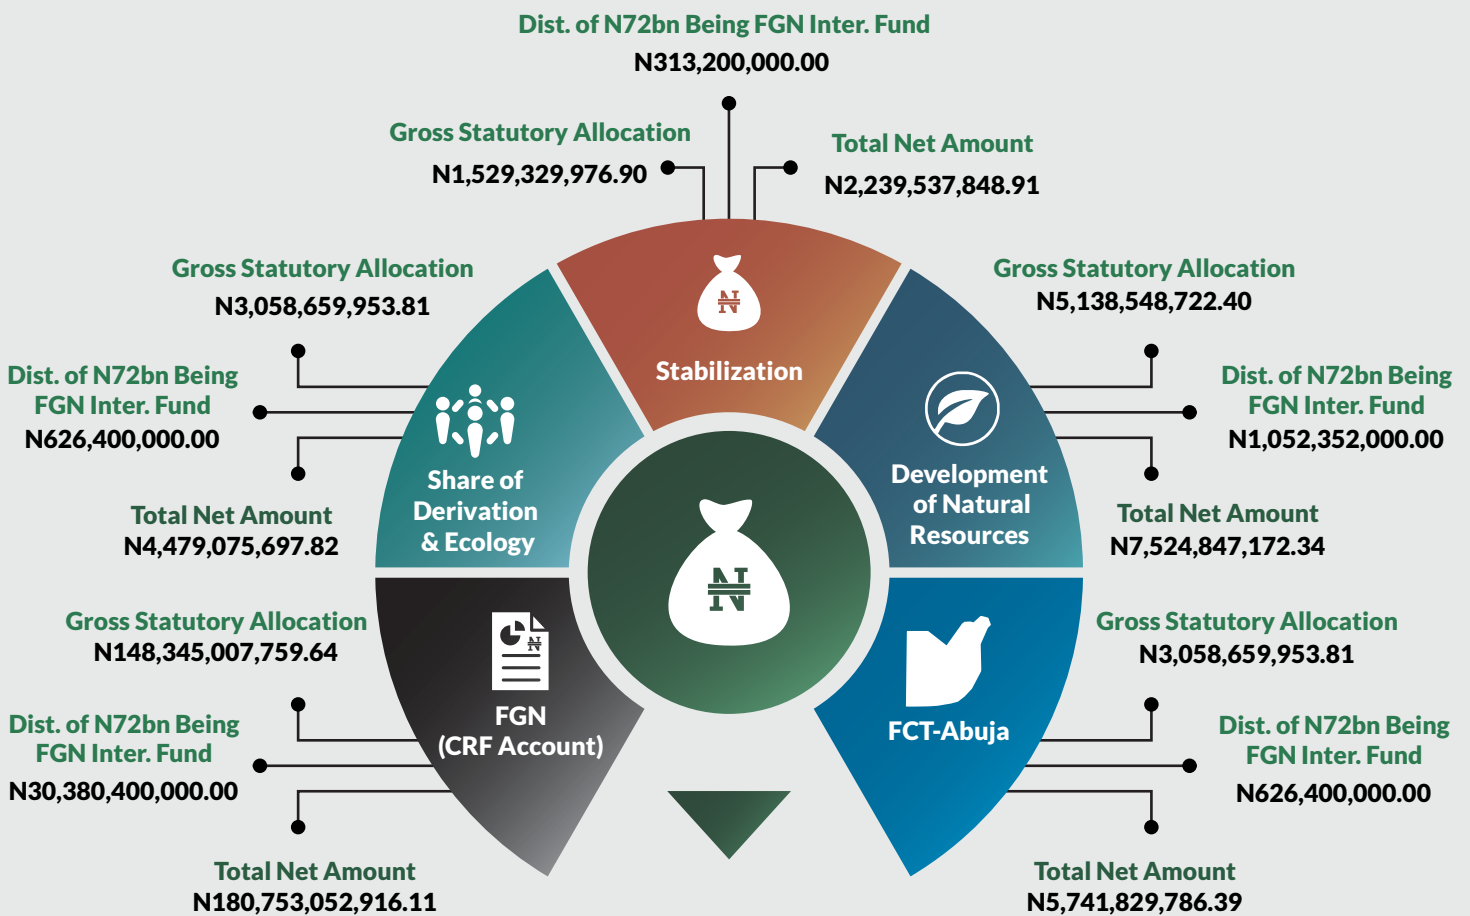 Dist. of N72bn Being FGN Inter. Fund
N313,200,000.00
Gross Statutory Allocation
N1,529,329,976.90
Total Net Amount
N2,239,537,848.91
Stabilization
Gross Statutory Allocation
N3,058,659,953.81
Dist. of N72bn Being
FGN Inter. Fund
N626,400,000.00
Total Net Amount
N4,479,075,697.82
Share of
Derivation
& Ecology
Gross Statutory Allocation
N5,138,548,722.40
Dist. of N72bn Being
FGN Inter. Fund
N1,052,352,000.00
Total Net Amount
N7,524,847,172.34
Development
of Natural
Resources
Gross Statutory Allocation
N148,345,007,759.64
Dist. of N72bn Being
FGN Inter. Fund
N30,380,400,000.00
Total Net Amount
N180,753,052,916.11
FGN
(CRF Account)
Gross Statutory Allocation
N3,058,659,953.81
Dist. of N72bn Being
FGN Inter. Fund
N626,400,000.00
Total Net Amount
N5,741,829,786.39
FCT-Abuja
₦
₦
₦